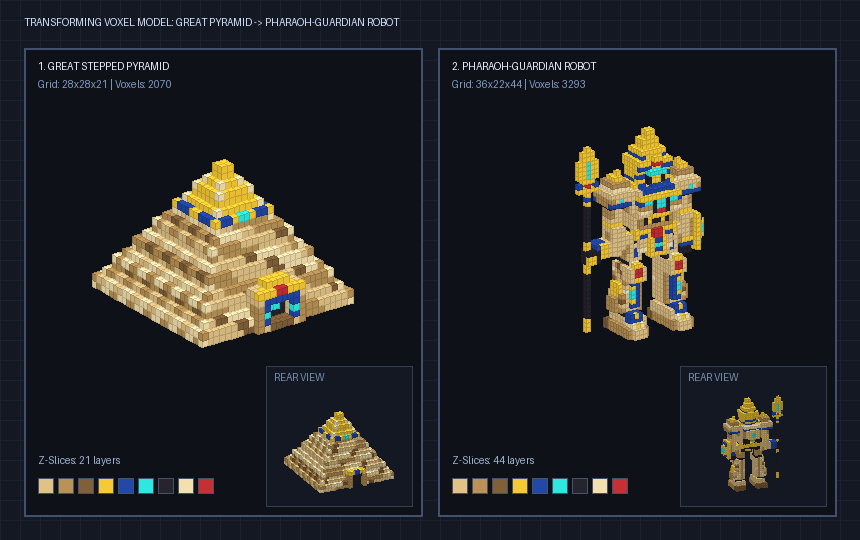 TRANSFORMING VOXEL MODEL: GREAT PYRAMID -> PHARAOH-GUARDIAN ROBOT
1. GREAT STEPPED PYRAMID
Grid: 28x28x21 | Voxels: 2070
REAR VIEW
Z-Slices: 21 layers
2. PHARAOH-GUARDIAN ROBOT
Grid: 36x22x44 | Voxels: 3293
REAR VIEW
Z-Slices: 44 layers